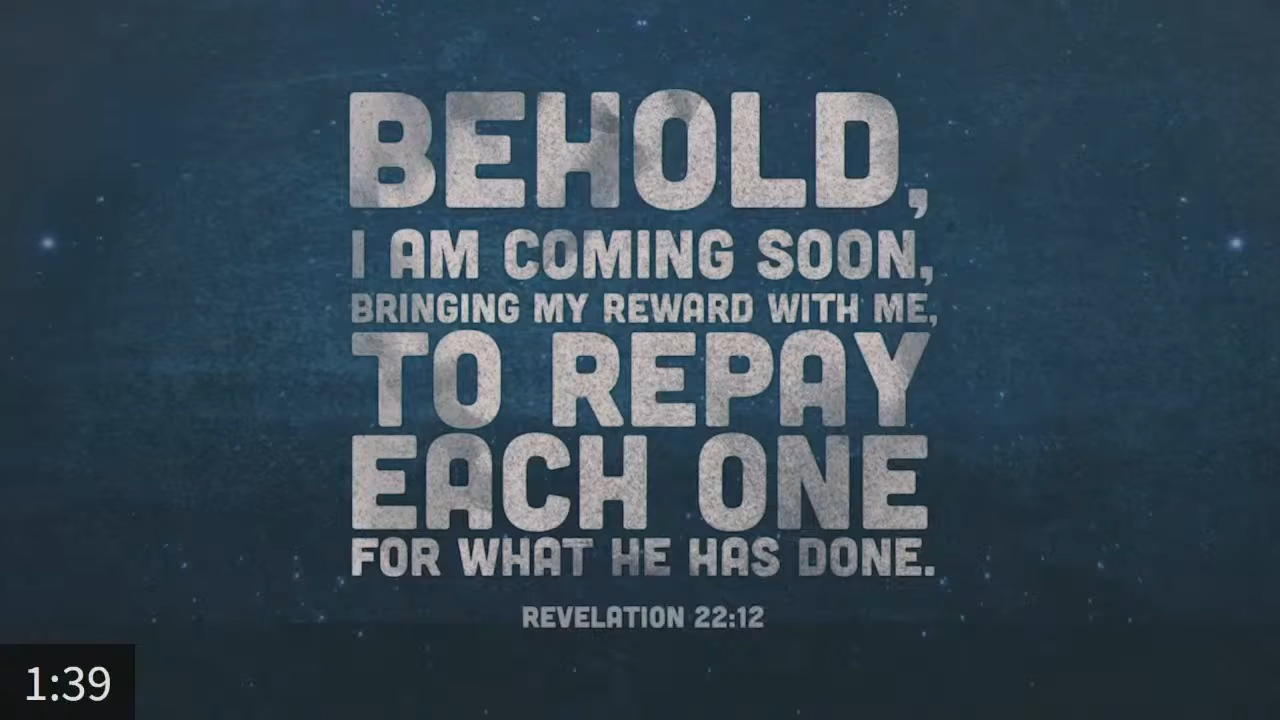 BEHOLD,
I AM COMING SOON,
BRINGING MY REWARD WITH ME,
TO REPAY
EACH ONE
FOR WHAT HE HAS DONE.
REVELATION 22:12
1:39